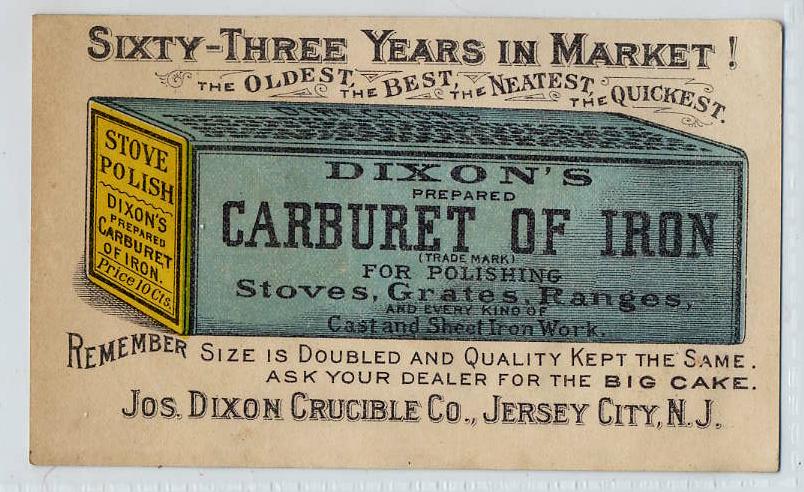 SIXTY-THREE YEARS IN MARKET!
THE OLDEST, THE BEST, THE NEATEST, THE QUICKEST.
STOVE
POLISH
DIXON'S
PREPARED
CARBURET
OF IRON.
Price 10 Cts.
DIXON'S
PREPARED
CARBURET OF IRON
(TRADE MARK)
FOR POLISHING
Stoves, Grates, Ranges,
AND EVERY KIND OF
Cast and Sheet Iron Work.
REMEMBER SIZE IS DOUBLED AND QUALITY KEPT THE SAME.
ASK YOUR DEALER FOR THE BIG CAKE.
JOS. DIXON CRUCIBLE CO., JERSEY CITY, N.J.